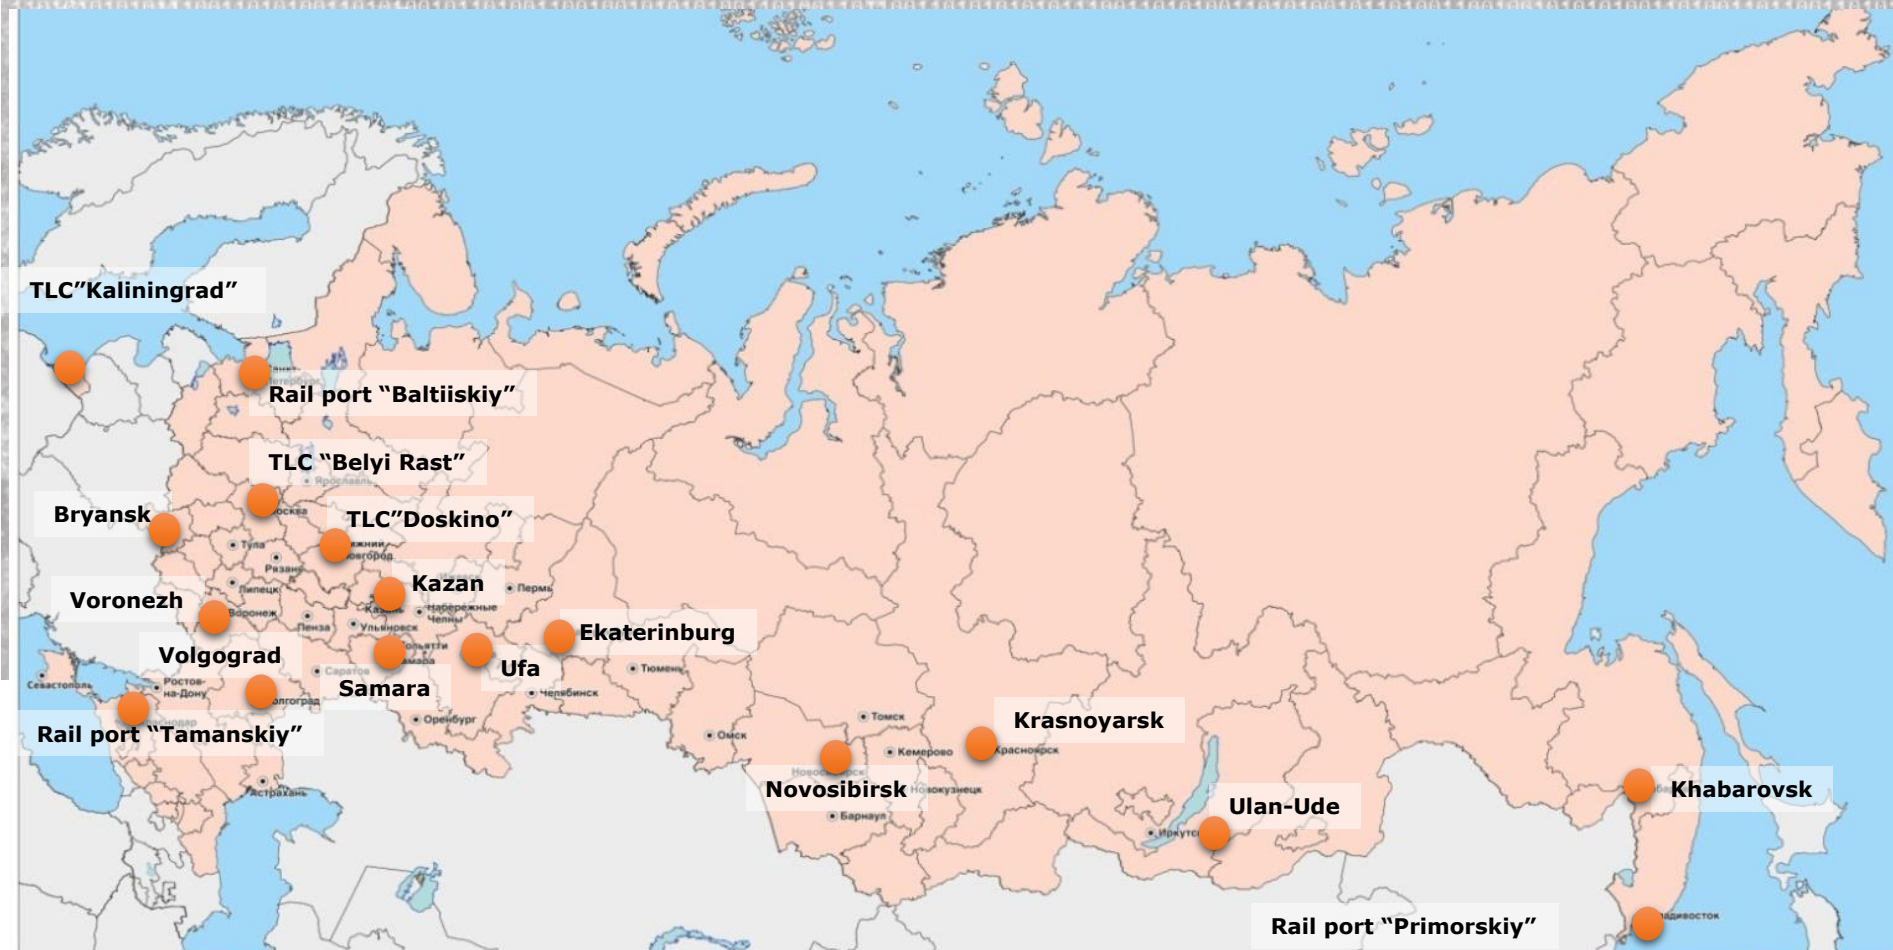 TLC"Kaliningrad"
Rail port “Baltiiskiy”
TLC “Belyi Rast”
Ярославль
Bryansk
TLC"Doskino"
Тула
Рязань
Kazan
Пермь
Липецк
Набережные
Челны
Voronezh
Воронеж
Пенза
Ульяновск
Ekaterinburg
Volgograd
Ufa
Тюмень
Саратов
Samara
Севастополь
Ростов-
на-Дону
Челябинск
Оренбург
Rail port “Tamanskiy”
Астрахань
Томск
Омск
Krasnoyarsk
Кемерово
Красноярск
Novosibirsk
Новокузнецк
Барнаул
Ulan-Ude
Khabarovsk
Rail port “Primorskiy”